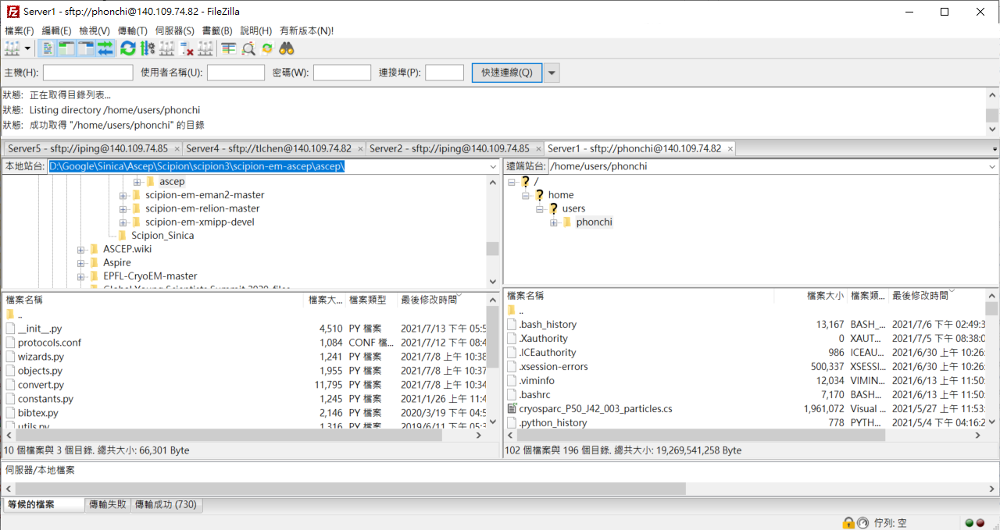 Server1 - sftp://phonchi@140.109.74.82 - FileZilla
檔案(F) 編輯(E) 檢視(V) 傳輸(T) 伺服器(S) 書籤(B) 說明(H) 有新版本(N)!
主機(H): 使用者名稱(U): 密碼(W): 連接埠(P): 快速連線(Q)
狀態: 正在取得目錄列表...
狀態: Listing directory /home/users/phonchi
狀態: 成功取得 "/home/users/phonchi" 的目錄
Server5 - sftp://iping@140.109.74.85 × Server4 - sftp://tlchen@140.109.74.82 × Server2 - sftp://iping@140.109.74.85 × Server1 - sftp://phonchi@140.109.74.82 ×
本地站台: D:\Google\Sinica\Ascep\Scipion\scipion3\scipion-em-ascep\ascep\
ascep
scipion-em-eman2-master
scipion-em-relion-master
scipion-em-xmipp-devel
Scipion_Sinica
ASCEP.wiki
Aspire
EPFL-CryoEM-master
Global Young Scientists Summit 2020_files
遠端站台: /home/users/phonchi
/
home
users
phonchi
檔案名稱 檔案大... 檔案類型 最後修改時間
..
__init__.py 4,510 PY 檔案 2021/7/13 下午 05:5
protocols.conf 1,084 CONF 檔... 2021/7/12 下午 08:4
wizards.py 1,241 PY 檔案 2021/7/8 上午 10:38
objects.py 1,955 PY 檔案 2021/7/8 上午 10:37
convert.py 11,795 PY 檔案 2021/7/8 上午 10:34
constants.py 1,245 PY 檔案 2021/1/26 上午 11:4
bibtex.py 2,146 PY 檔案 2020/3/19 下午 04:5
utils.py 1,316 PY 檔案 2019/6/11 下午 05:3
10 個檔案與 3 個目錄. 總共大小: 66,301 Byte
檔案名稱 檔案大小 檔案類... 最後修改時間
..
.bash_history 13,167 BASH_... 2021/7/6 下午 02:49:3
.Xauthority 0 XAUT... 2021/7/5 下午 08:38:0
.ICEauthority 986 ICEAU... 2021/6/30 上午 10:26:
.xsession-errors 500,337 XSESSI... 2021/6/30 上午 10:26:
.viminfo 12,034 VIMIN... 2021/6/13 上午 11:50:
.bashrc 7,170 BASH... 2021/6/13 上午 11:50:
cryosparc_P50_J42_003_particles.cs 1,961,072 Visual ... 2021/5/27 上午 11:53:
.python_history 778 PYTH... 2021/5/4 下午 04:16:2
102 個檔案與 196 個目錄. 總共大小: 19,269,541,258 Byte
伺服器/本地檔案
等候的檔案 傳輸失敗 傳輸成功 (730)
佇列: 空